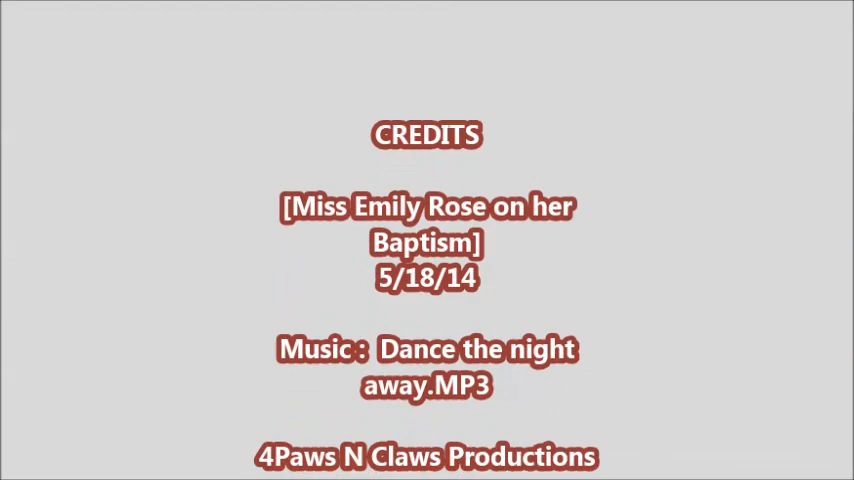 CREDITS
[Miss Emily Rose on her
Baptism]
5/18/14
Music :  Dance the night
away.MP3
4Paws N Claws Productions